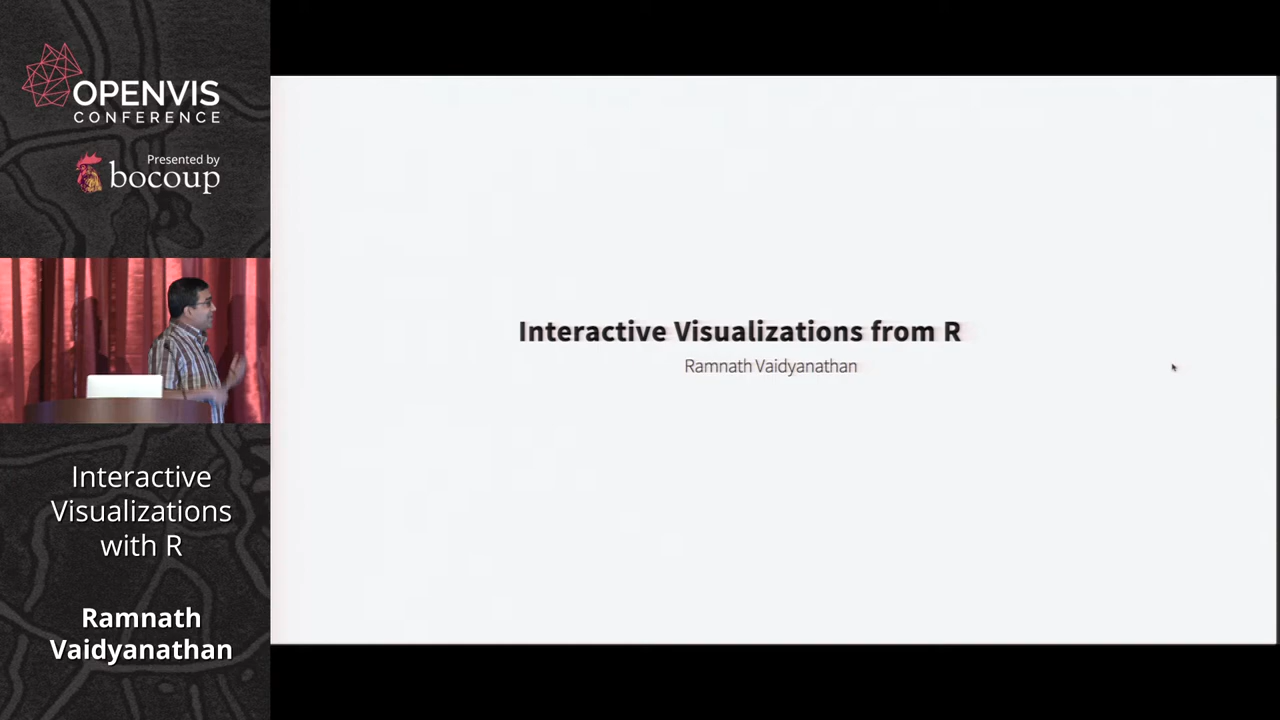 OPENVIS
CONFERENCE
Presented by
bocoup
Interactive
Visualizations
with R
Ramnath
Vaidyanathan
Interactive Visualizations from R
Ramnath Vaidyanathan